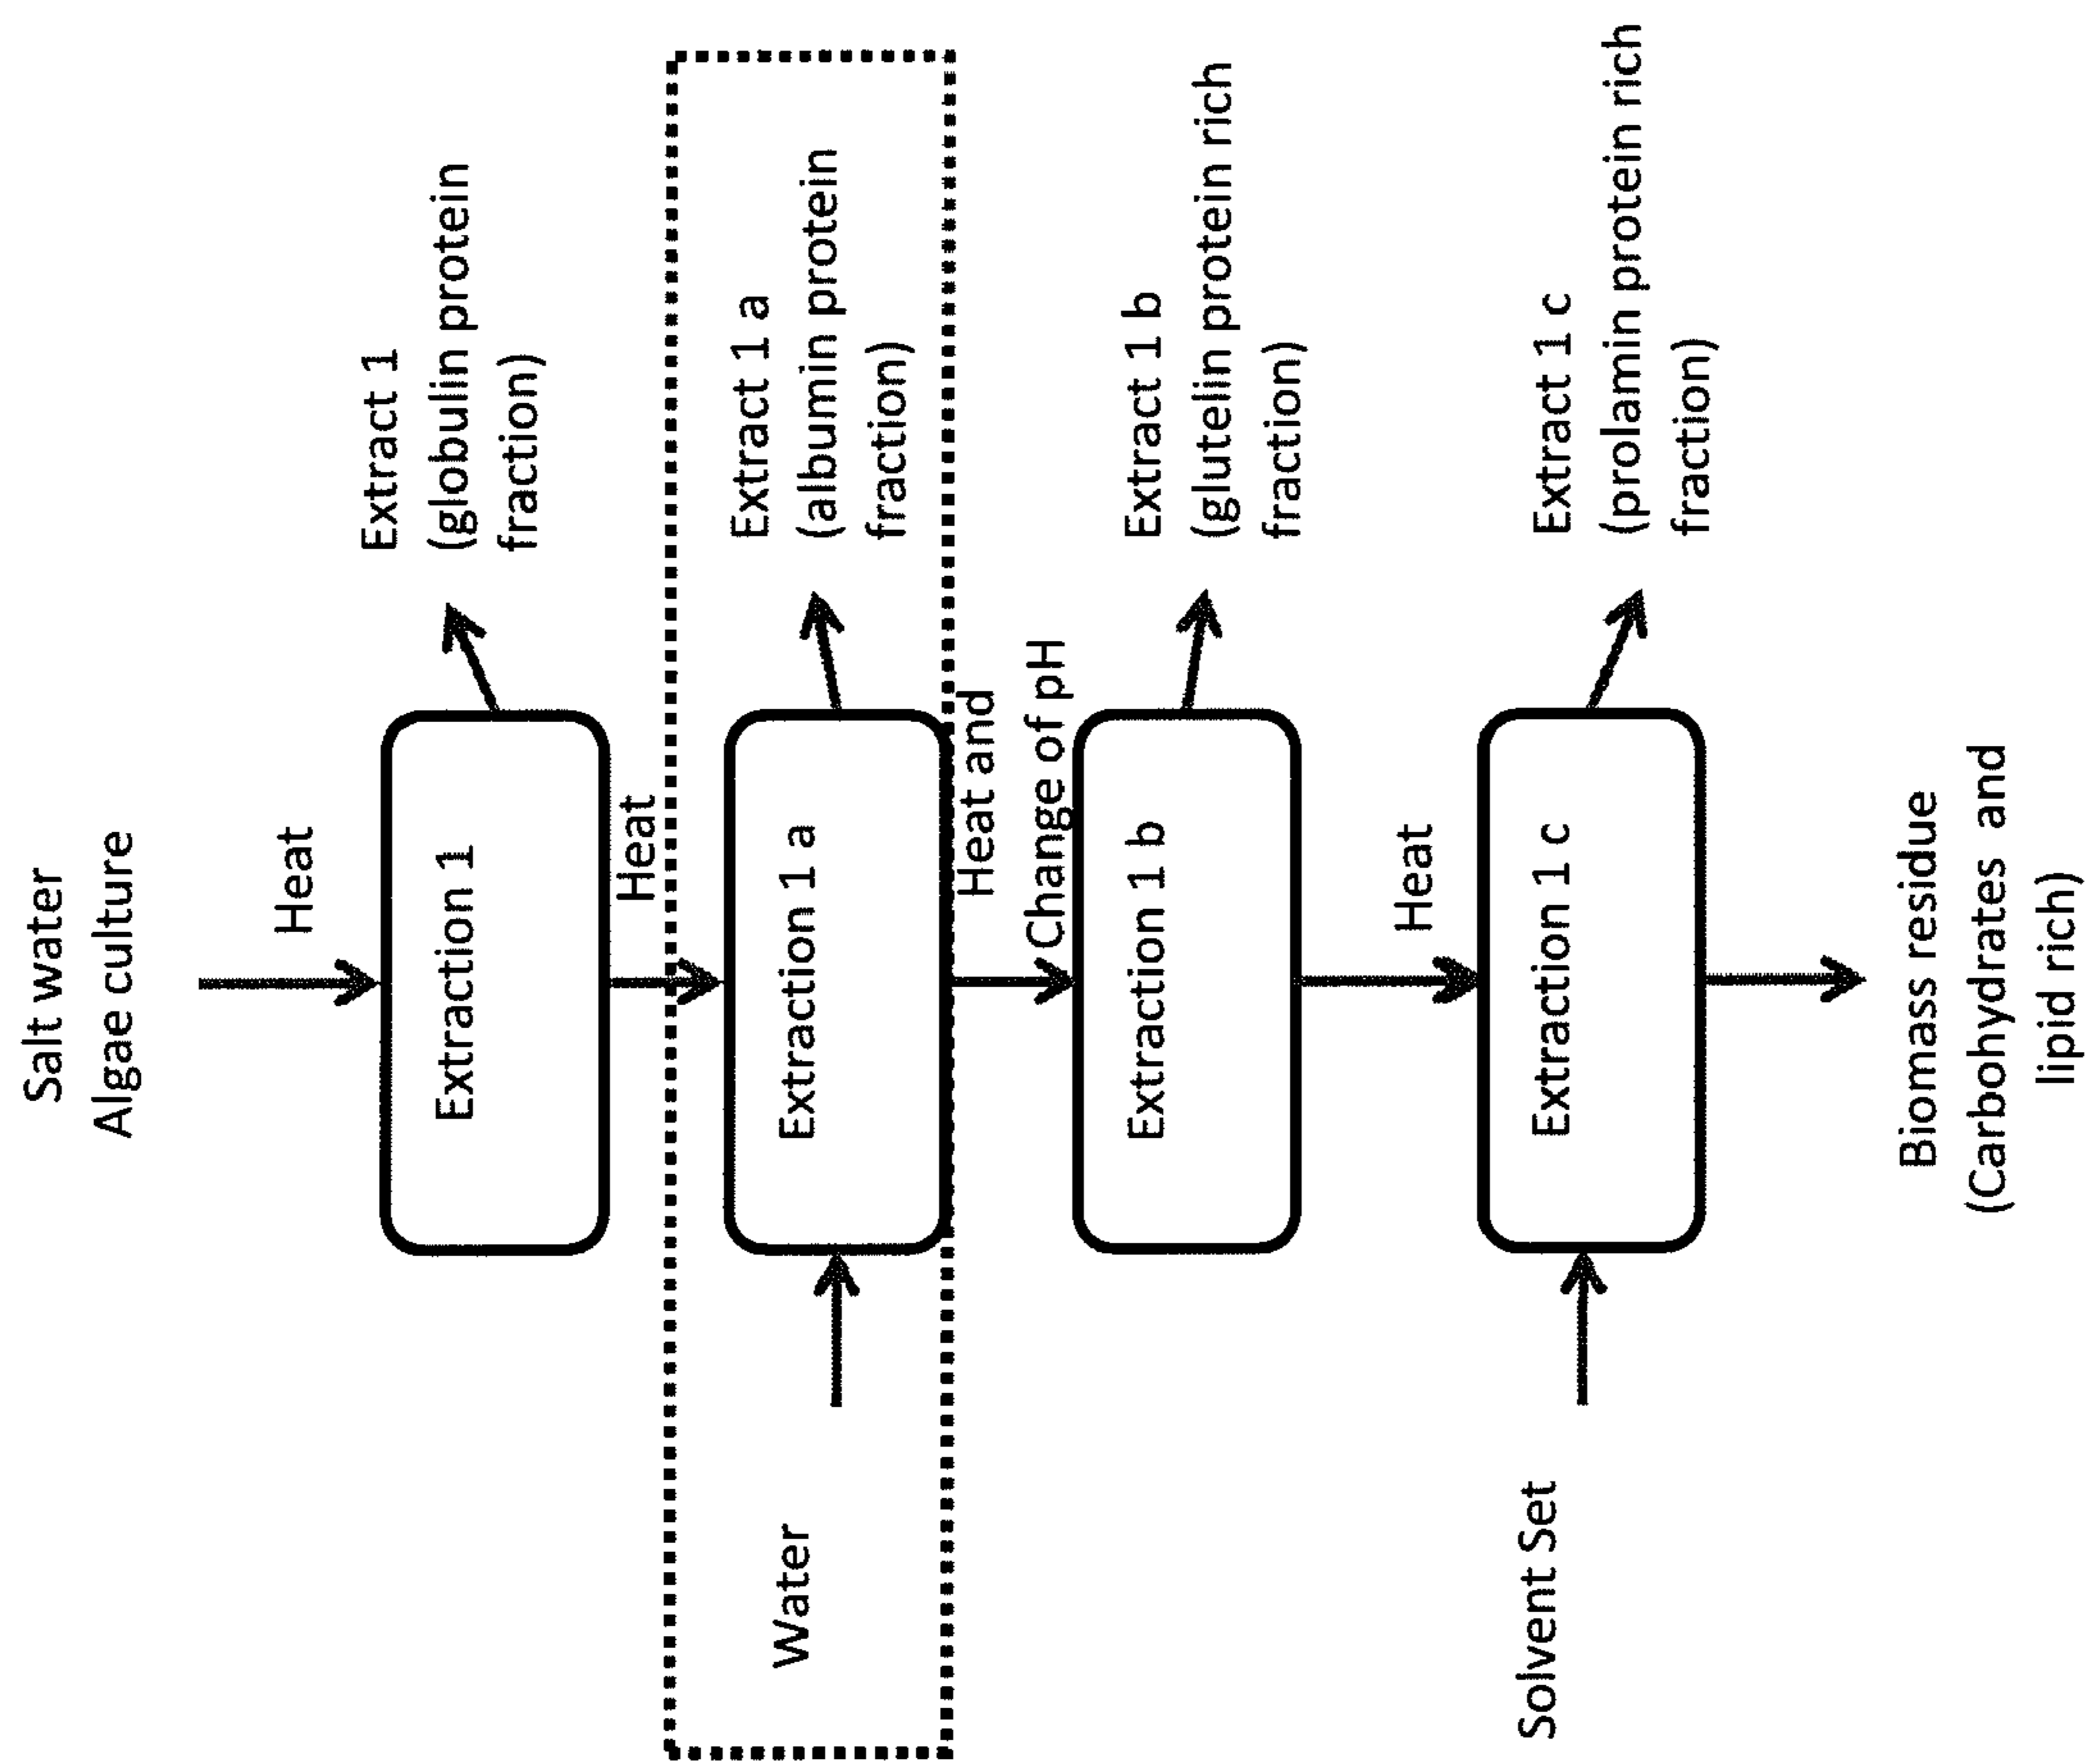 Salt water
Algae culture
Heat
Extraction 1
Extract 1
(globulin protein
fraction)
Heat
Water
Extraction 1 a
Extract 1 a
(albumin protein
fraction)
Heat and
Change of pH
Extraction 1 b
Extract 1 b
(glutelin protein rich
fraction)
Heat
Solvent Set
Extraction 1 c
Extract 1 c
(prolamin protein rich
fraction)
Biomass residue
(Carbohydrates and
lipid rich)